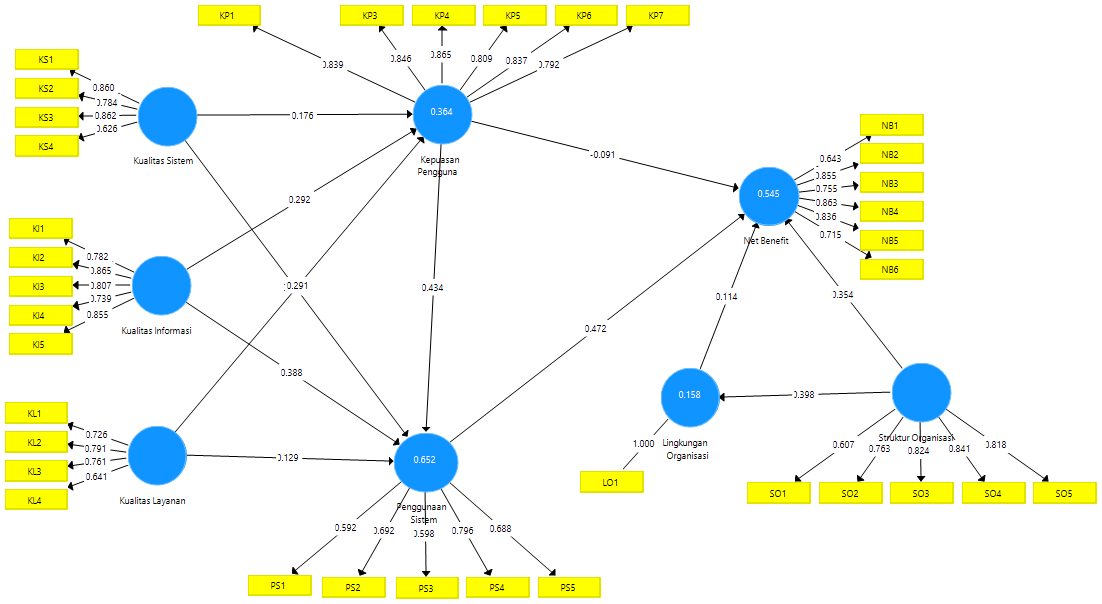 KP1
KP3
KP4
KP5
KP6
KP7
0.839
0.846
0.865
0.809
0.837
0.792
KS1
KS2
KS3
KS4
0.860
0.784
0.862
0.626
Kualitas Sistem
0.176
0.364
Kepuasan
Pengguna
-0.091
NB1
NB2
NB3
NB4
NB5
NB6
0.643
0.855
0.755
0.863
0.836
0.715
0.545
Net Benefit
0.292
KI1
KI2
KI3
KI4
KI5
0.782
0.865
0.807
0.739
0.855
Kualitas Informasi
0.291
0.434
0.114
0.354
0.472
0.388
KL1
KL2
KL3
KL4
0.726
0.791
0.761
0.641
Kualitas Layanan
0.129
0.652
Penggunaan
Sistem
0.158
Lingkungan
Organisasi
0.398
1.000
LO1
Struktur Organisasi
0.607
0.763
0.824
0.841
0.818
SO1
SO2
SO3
SO4
SO5
0.592
0.692
0.598
0.796
0.688
PS1
PS2
PS3
PS4
PS5